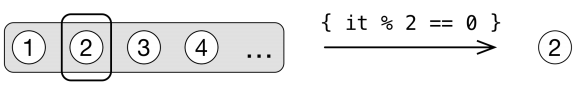 { it % 2 == 0 }
1 2 3 4 ... 2